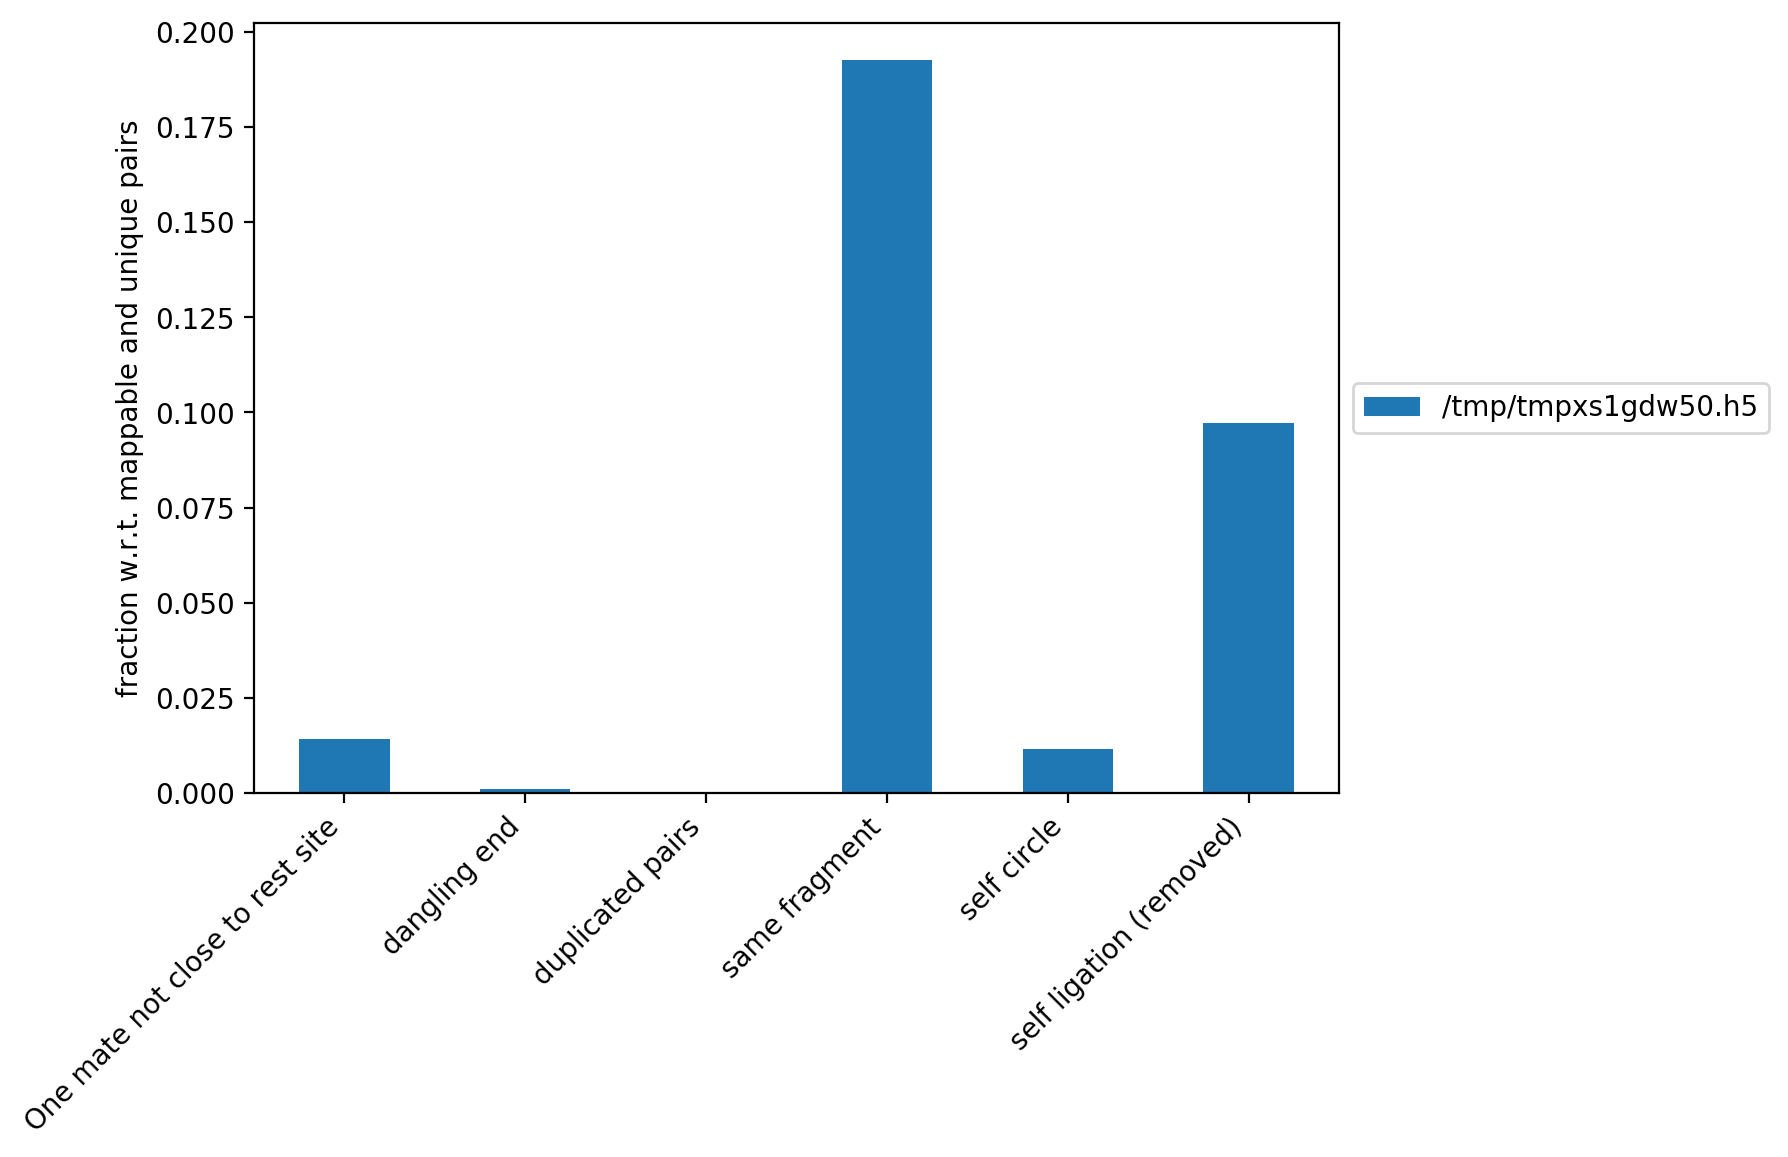 0.200
0.175
0.150
0.125
0.100
0.075
0.050
0.025
0.000
fraction w.r.t. mappable and unique pairs
One mate not close to rest site
dangling end
duplicated pairs
same fragment
self circle
self ligation (removed)
/tmp/tmpxs1gdw50.h5